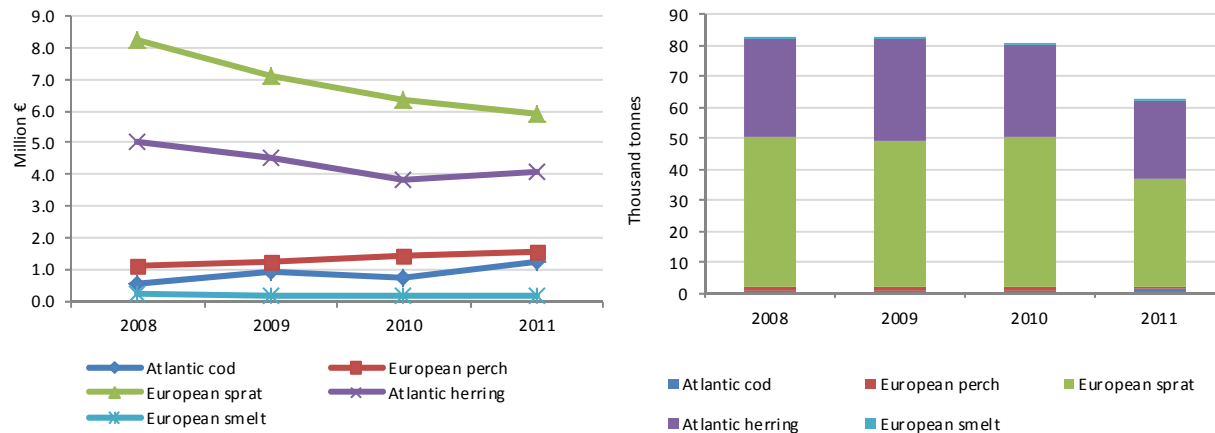 9.0
8.0
7.0
6.0
5.0
4.0
3.0
2.0
1.0
0.0
Million €
2008 2009 2010 2011
Atlantic cod European perch
European sprat Atlantic herring
European smelt
90
80
70
60
50
40
30
20
10
0
Thousand tonnes
2008 2009 2010 2011
Atlantic cod European perch European sprat
Atlantic herring European smelt